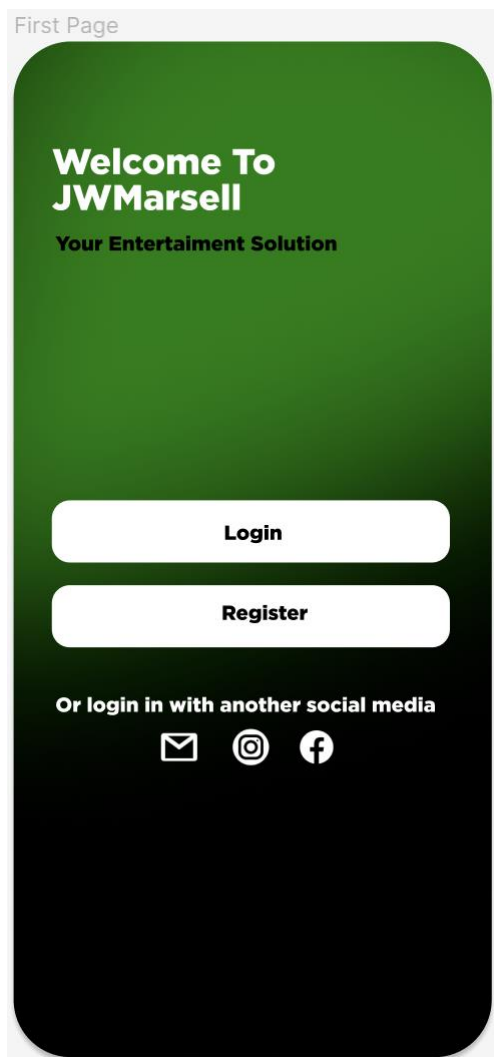 First Page
Welcome To
JWMarsell
Your Entertaiment Solution
Login
Register
Or login in with another social media